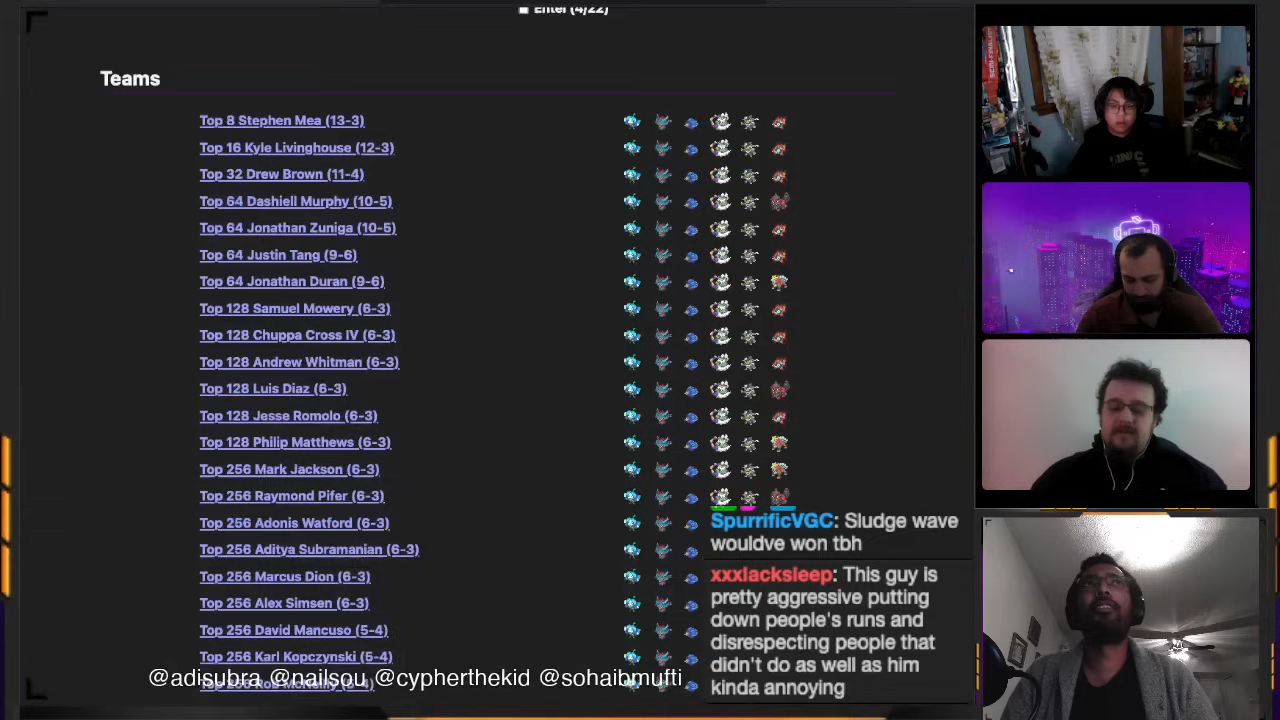 Enter (4/22)
Teams
Top 8 Stephen Mea (13-3)
Top 16 Kyle Livinghouse (12-3)
Top 32 Drew Brown (11-4)
Top 64 Dashiell Murphy (10-5)
Top 64 Jonathan Zuniga (10-5)
Top 64 Justin Tang (9-6)
Top 64 Jonathan Duran (9-6)
Top 128 Samuel Mowery (6-3)
Top 128 Chuppa Cross IV (6-3)
Top 128 Andrew Whitman (6-3)
Top 128 Luis Diaz (6-3)
Top 128 Jesse Romolo (6-3)
Top 128 Philip Matthews (6-3)
Top 256 Mark Jackson (6-3)
Top 256 Raymond Pifer (6-3)
Top 256 Adonis Watford (6-3)
Top 256 Aditya Subramanian (6-3)
Top 256 Marcus Dion (6-3)
Top 256 Alex Simsen (6-3)
Top 256 David Mancuso (5-4)
Top 256 Karl Kopczynski (5-4)
@adisubra @nailsou @cypherthekid @sohaibmufti
SpurrificVGC: Sludge wave
wouldve won tbh
xxxlacksleep: This guy is
pretty aggressive putting
down people's runs and
disrespecting people that
didn't do as well as him
kinda annoying
SEMI-FINALIST